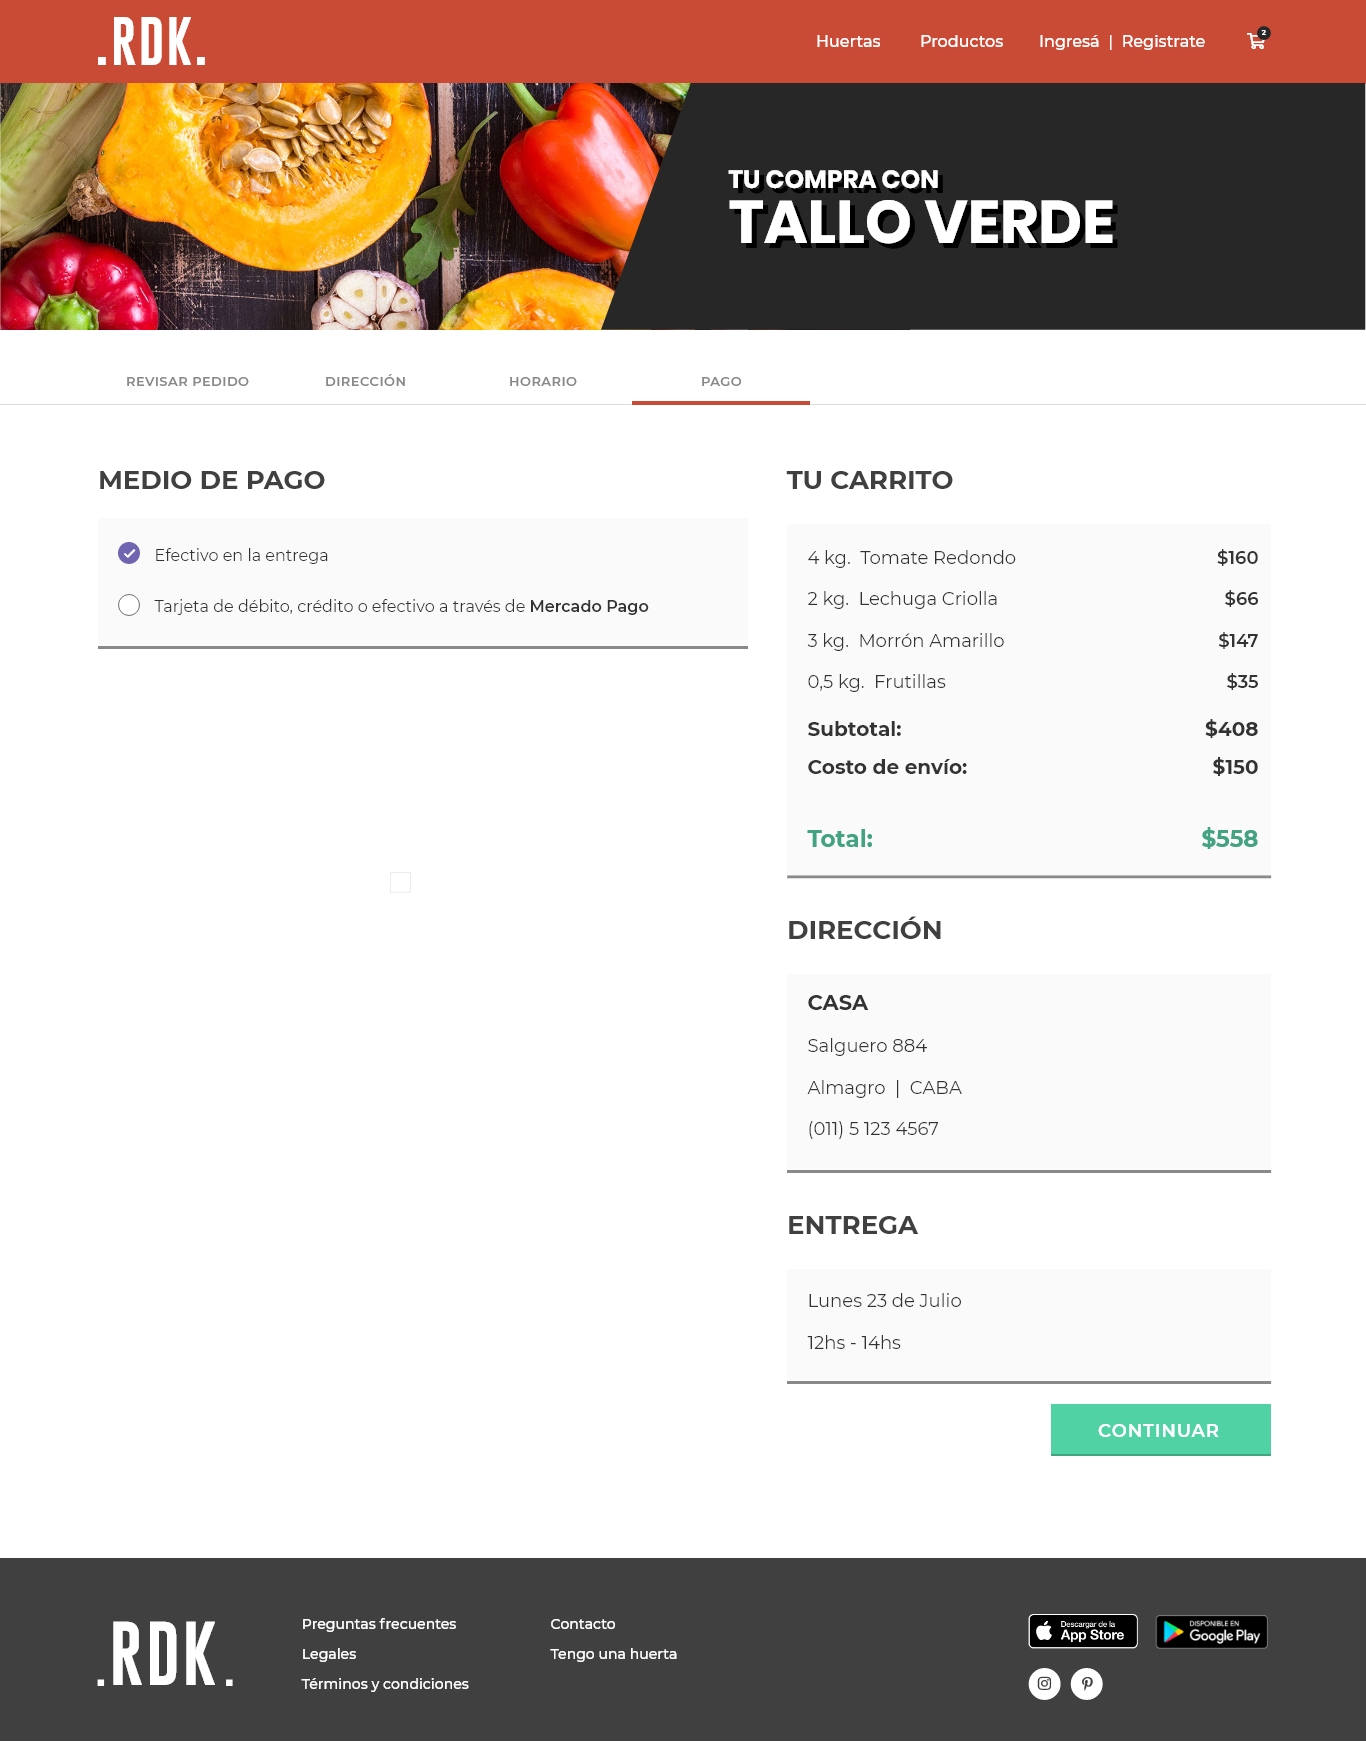 .RDK.
Huertas Productos Ingresá | Registrate 2
TU COMPRA CON
TALLO VERDE
REVISAR PEDIDO DIRECCIÓN HORARIO PAGO
MEDIO DE PAGO
Efectivo en la entrega
Tarjeta de débito, crédito o efectivo a través de Mercado Pago
TU CARRITO
4 kg. Tomate Redondo $160
2 kg. Lechuga Criolla $66
3 kg. Morrón Amarillo $147
0,5 kg. Frutillas $35
Subtotal: $408
Costo de envío: $150
Total: $558
DIRECCIÓN
CASA
Salguero 884
Almagro | CABA
(011) 5 123 4567
ENTREGA
Lunes 23 de Julio
12hs - 14hs
CONTINUAR
.RDK.
Preguntas frecuentes
Legales
Términos y condiciones
Contacto
Tengo una huerta
Descargar de la
App Store
DISPONIBLE EN
Google Play